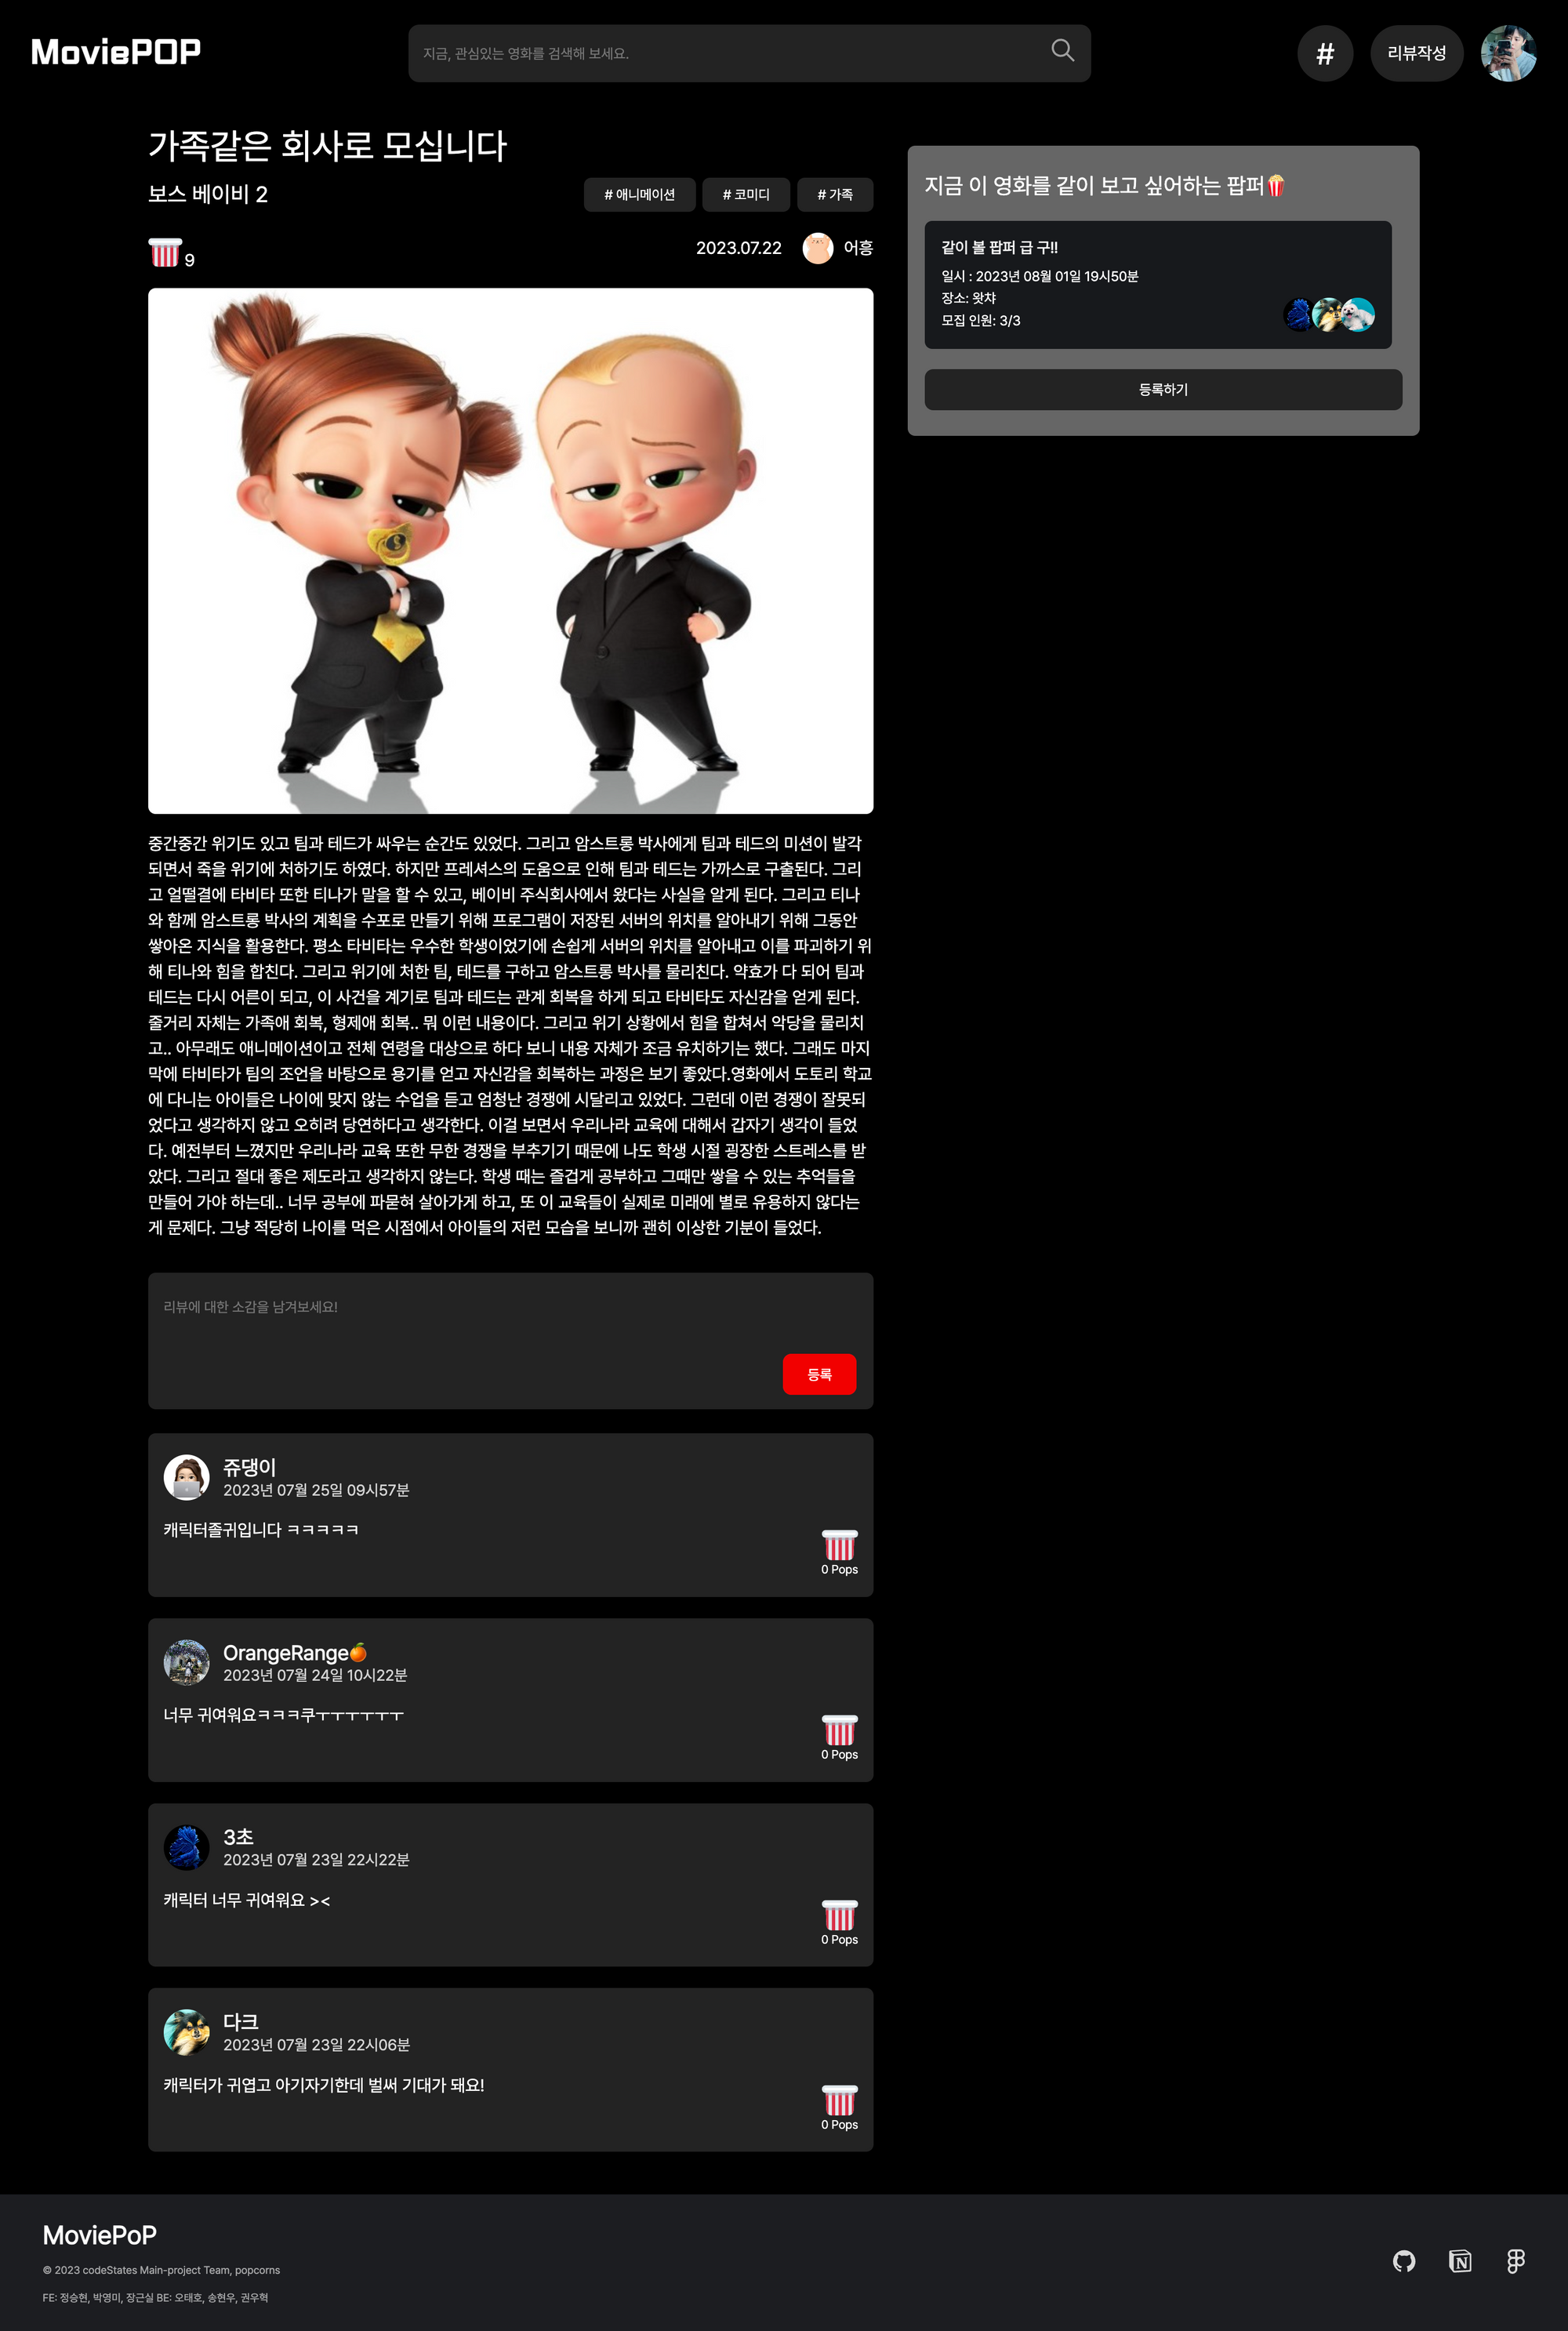 MoviePOP
지금, 관심있는 영화를 검색해 보세요.
#
리뷰작성
가족같은 회사로 모십니다
보스 베이비 2
# 애니메이션
# 코미디
# 가족
9
2023.07.22
어흥
중간중간 위기도 있고 팀과 테드가 싸우는 순간도 있었다. 그리고 암스트롱 박사에게 팀과 테드의 미션이 발각
되면서 죽을 위기에 처하기도 하였다. 하지만 프레셔스의 도움으로 인해 팀과 테드는 가까스로 구출된다. 그리
고 얼떨결에 타비타 또한 티나가 말을 할 수 있고, 베이비 주식회사에서 왔다는 사실을 알게 된다. 그리고 티나
와 함께 암스트롱 박사의 계획을 수포로 만들기 위해 프로그램이 저장된 서버의 위치를 알아내기 위해 그동안
쌓아온 지식을 활용한다. 평소 타비타는 우수한 학생이었기에 손쉽게 서버의 위치를 알아내고 이를 파괴하기 위
해 티나와 힘을 합친다. 그리고 위기에 처한 팀, 테드를 구하고 암스트롱 박사를 물리친다. 약효가 다 되어 팀과
테드는 다시 어른이 되고, 이 사건을 계기로 팀과 테드는 관계 회복을 하게 되고 타비타도 자신감을 얻게 된다.
줄거리 자체는 가족애 회복, 형제애 회복.. 뭐 이런 내용이다. 그리고 위기 상황에서 힘을 합쳐서 악당을 물리치
고.. 아무래도 애니메이션이고 전체 연령을 대상으로 하다 보니 내용 자체가 조금 유치하기는 했다. 그래도 마지
막에 타비타가 팀의 조언을 바탕으로 용기를 얻고 자신감을 회복하는 과정은 보기 좋았다.영화에서 도토리 학교
에 다니는 아이들은 나이에 맞지 않는 수업을 듣고 엄청난 경쟁에 시달리고 있었다. 그런데 이런 경쟁이 잘못되
었다고 생각하지 않고 오히려 당연하다고 생각한다. 이걸 보면서 우리나라 교육에 대해서 갑자기 생각이 들었
다. 예전부터 느꼈지만 우리나라 교육 또한 무한 경쟁을 부추기기 때문에 나도 학생 시절 굉장한 스트레스를 받
았다. 그리고 절대 좋은 제도라고 생각하지 않는다. 학생 때는 즐겁게 공부하고 그때만 쌓을 수 있는 추억들을
만들어 가야 하는데.. 너무 공부에 파묻혀 살아가게 하고, 또 이 교육들이 실제로 미래에 별로 유용하지 않다는
게 문제다. 그냥 적당히 나이를 먹은 시점에서 아이들의 저런 모습을 보니까 괜히 이상한 기분이 들었다.
리뷰에 대한 소감을 남겨보세요!
등록
쥬댕이
2023년 07월 25일 09시57분
캐릭터졸귀입니다 ㅋㅋㅋㅋㅋ
0 Pops
OrangeRange🍊
2023년 07월 24일 10시22분
너무 귀여워요ㅋㅋㅋ쿠ㅜㅜㅜㅜㅜㅜ
0 Pops
3초
2023년 07월 23일 22시22분
캐릭터 너무 귀여워요 ><
0 Pops
다크
2023년 07월 23일 22시06분
캐릭터가 귀엽고 아기자기한데 벌써 기대가 돼요!
0 Pops
지금 이 영화를 같이 보고 싶어하는 팝퍼🍿
같이 볼 팝퍼 급 구!!
일시 : 2023년 08월 01일 19시50분
장소: 왓챠
모집 인원: 3/3
등록하기
MoviePoP
© 2023 codeStates Main-project Team, popcorns
FE: 정승현, 박영미, 장근실 BE: 오태호, 송현우, 권우혁